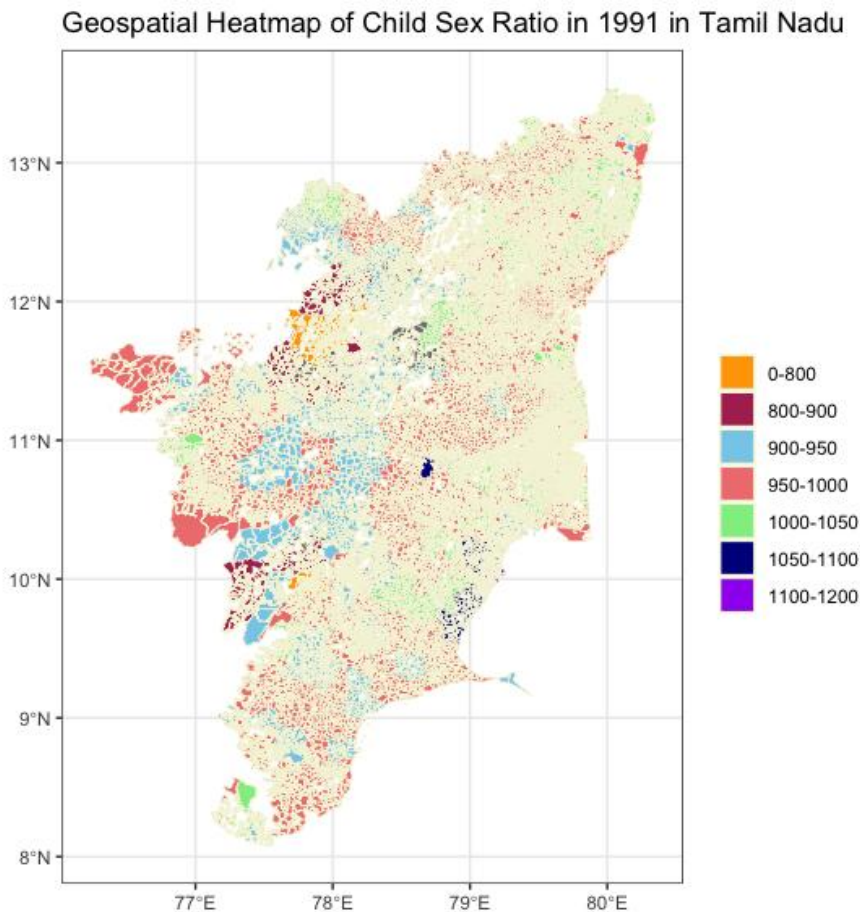 Geospatial Heatmap of Child Sex Ratio in 1991 in Tamil Nadu
13°N
12°N
11°N
10°N
9°N
8°N
77°E
78°E
79°E
80°E
0-800
800-900
900-950
950-1000
1000-1050
1050-1100
1100-1200